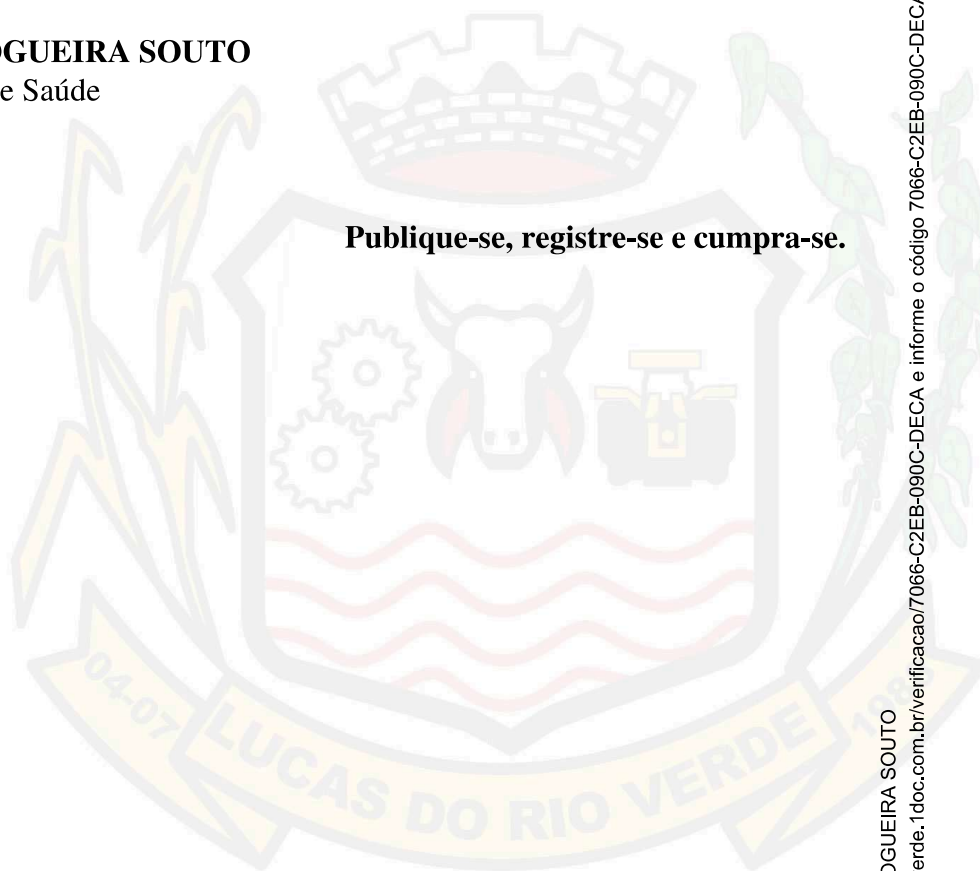 OGUEIRA SOUTO
e Saúde
Publique-se, registre-se e cumpra-se.
04-07
LUCAS DO RIO VERDE
OGUEIRA SOUTO
erde.1doc.com.br/verificacao/7066-C2EB-090C-DECA e informe o código 7066-C2EB-090C-DECA